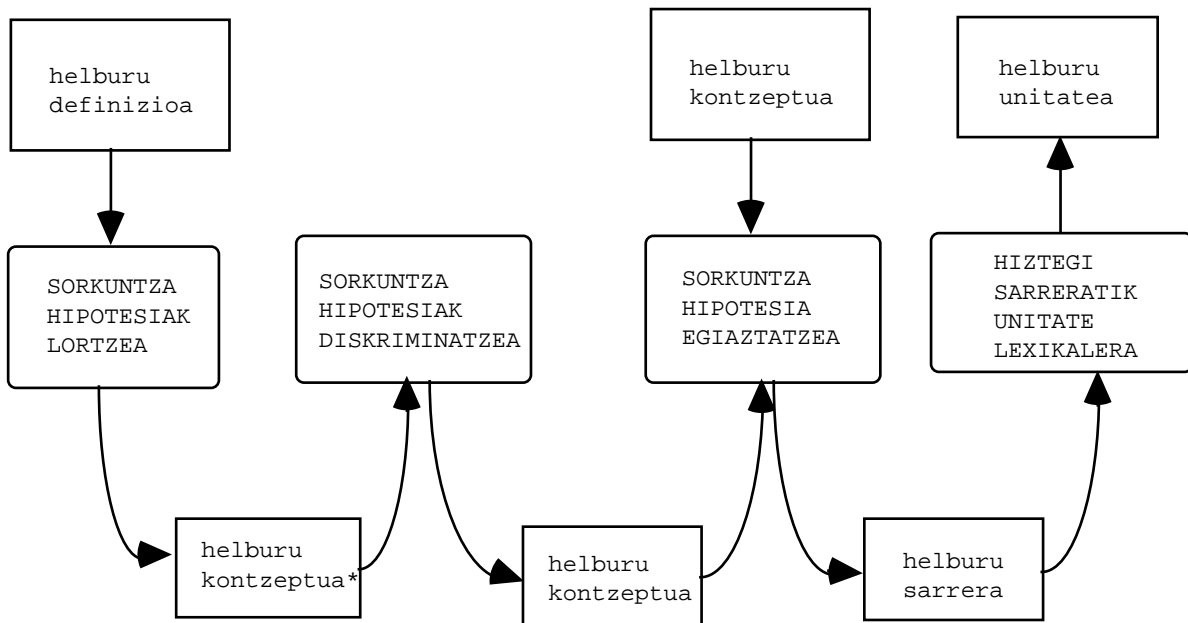 helburu
definizioa
helburu
kontzeptua
helburu
unitatea
SORKUNTZA
HIPOTESIAK
LORTZEA
SORKUNTZA
HIPOTESIAK
DISKRIMINATZEA
SORKUNTZA
HIPOTESIA
EGIAZTATZEA
HIZTEGI
SARRERATIK
UNITATE
LEXIKALERA
helburu
kontzeptua*
helburu
kontzeptua
helburu
sarrera